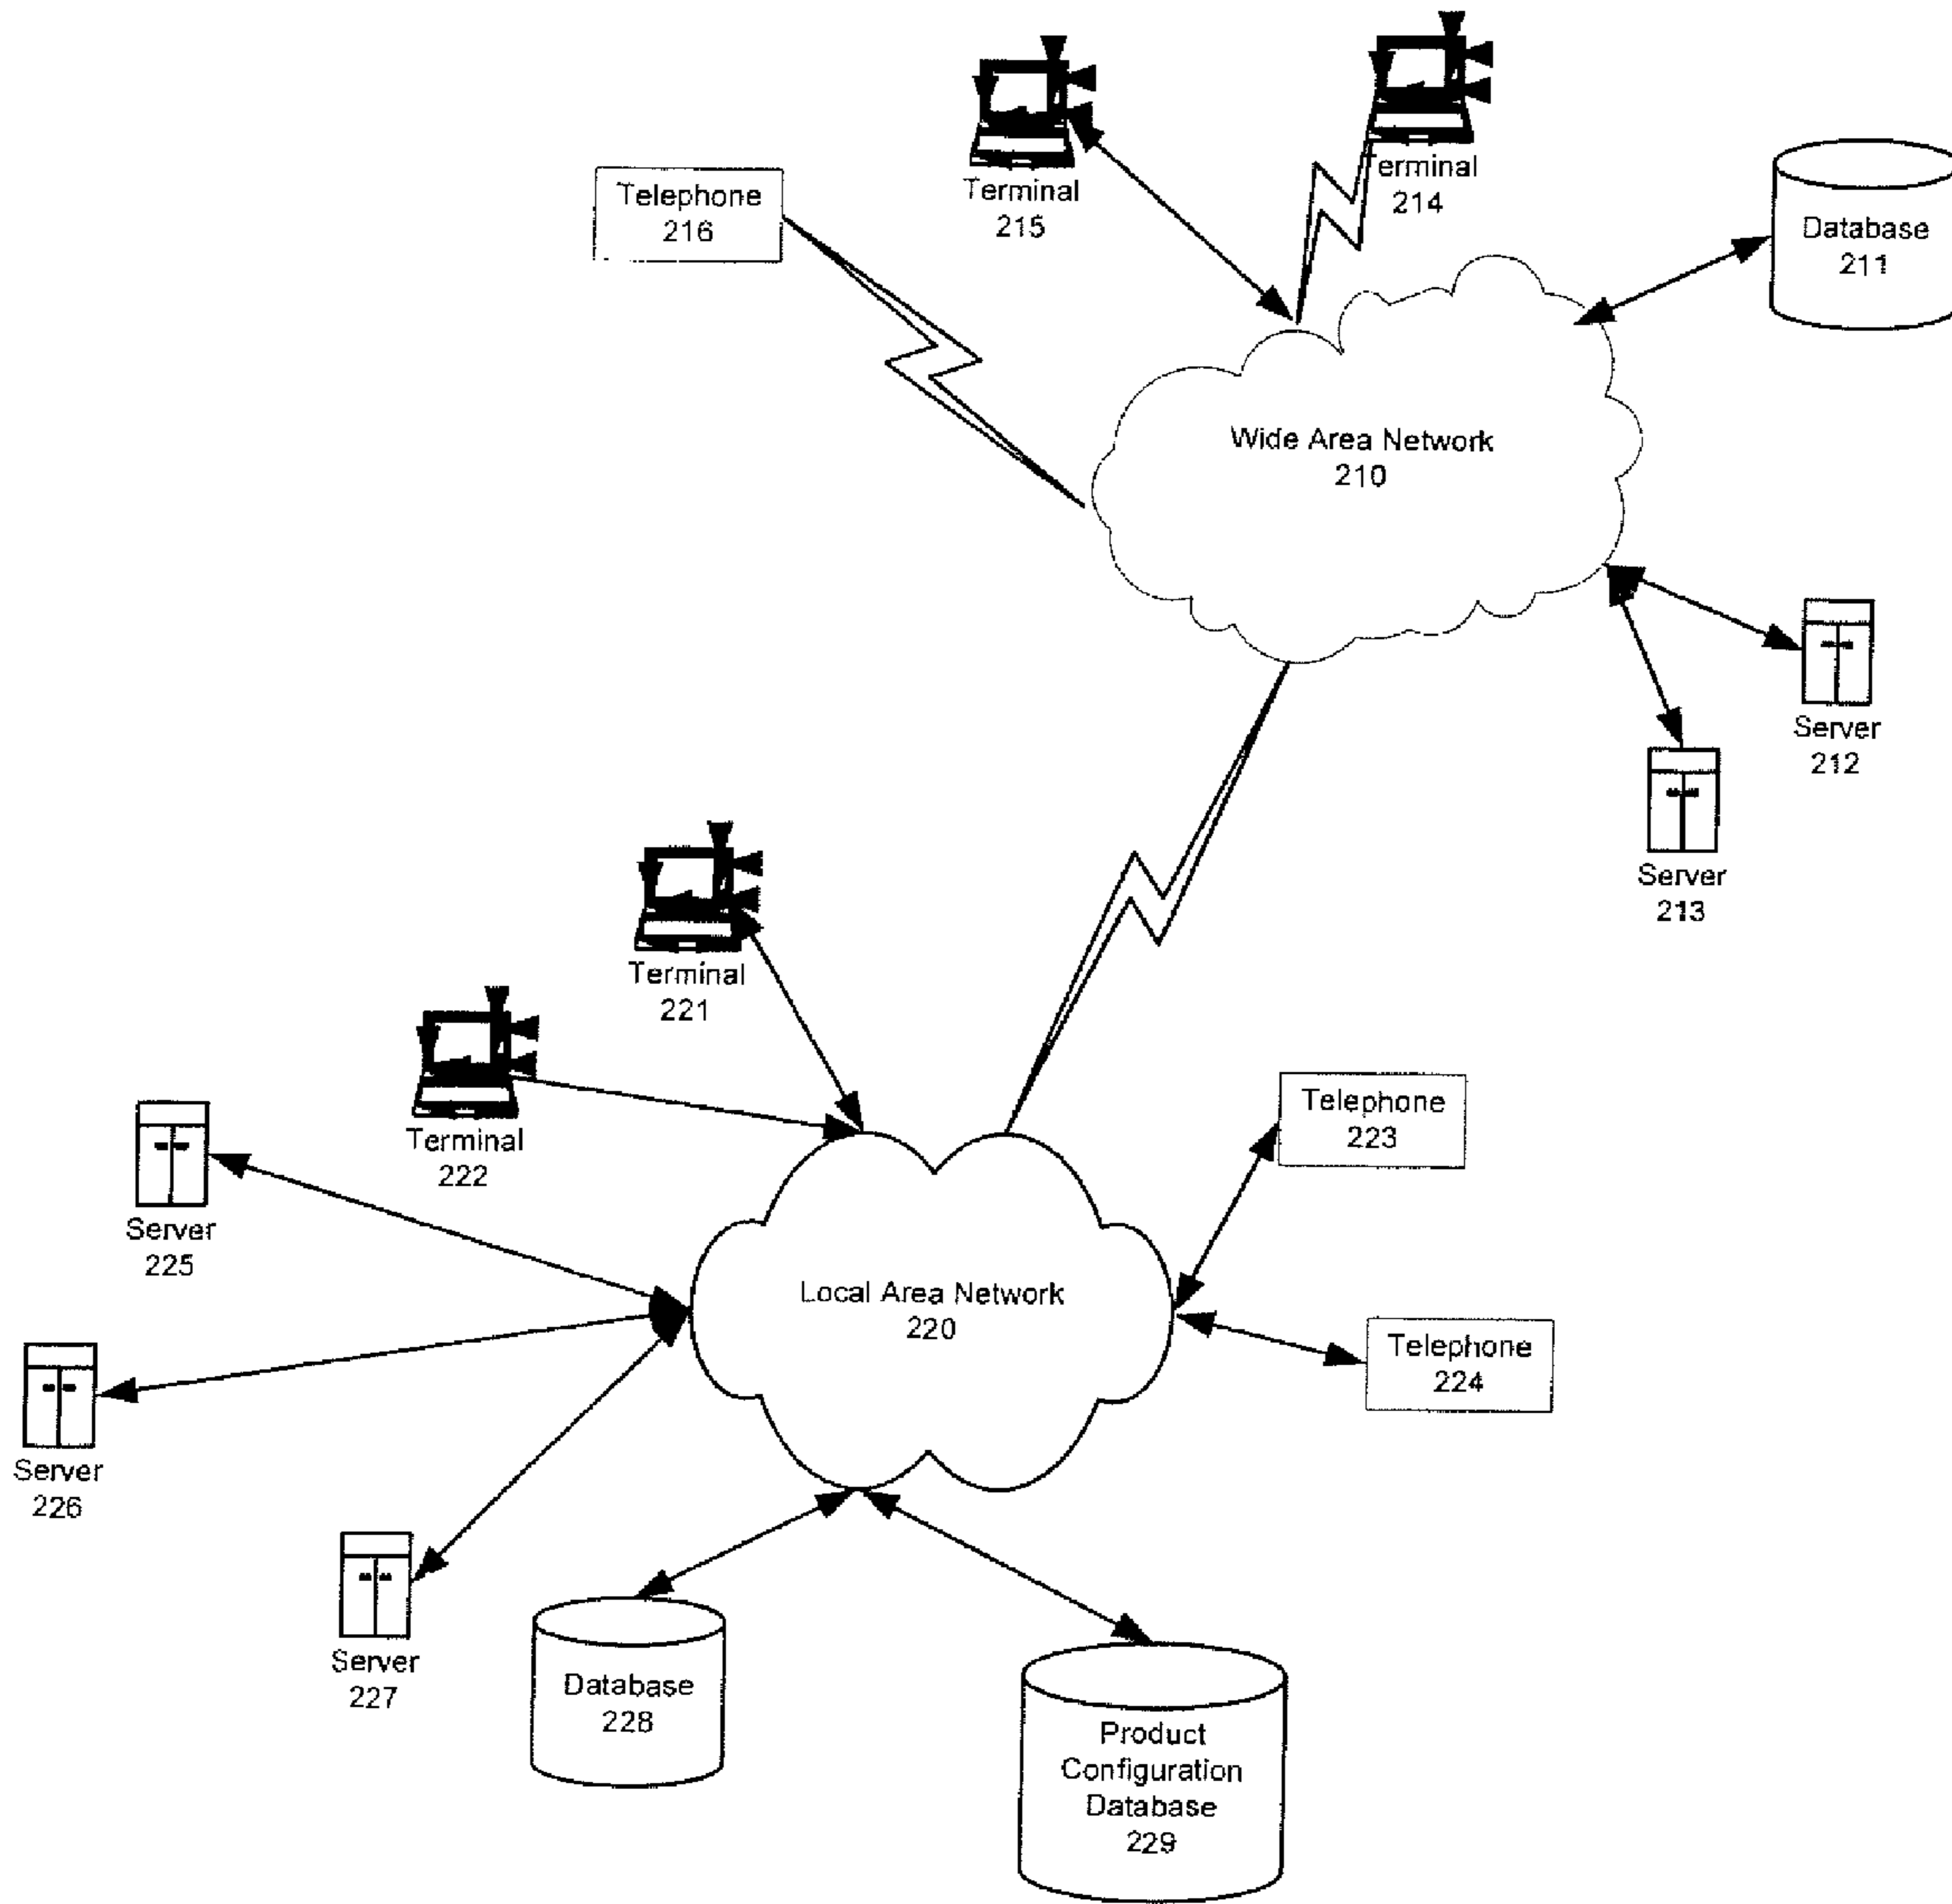 Terminal
214
Terminal
215
Telephone
216
Database
211
Wide Area Network
210
Server
212
Server
213
Terminal
221
Terminal
222
Telephone
223
Server
225
Local Area Network
220
Telephone
224
Server
226
Server
227
Database
228
Product
Configuration
Database
229